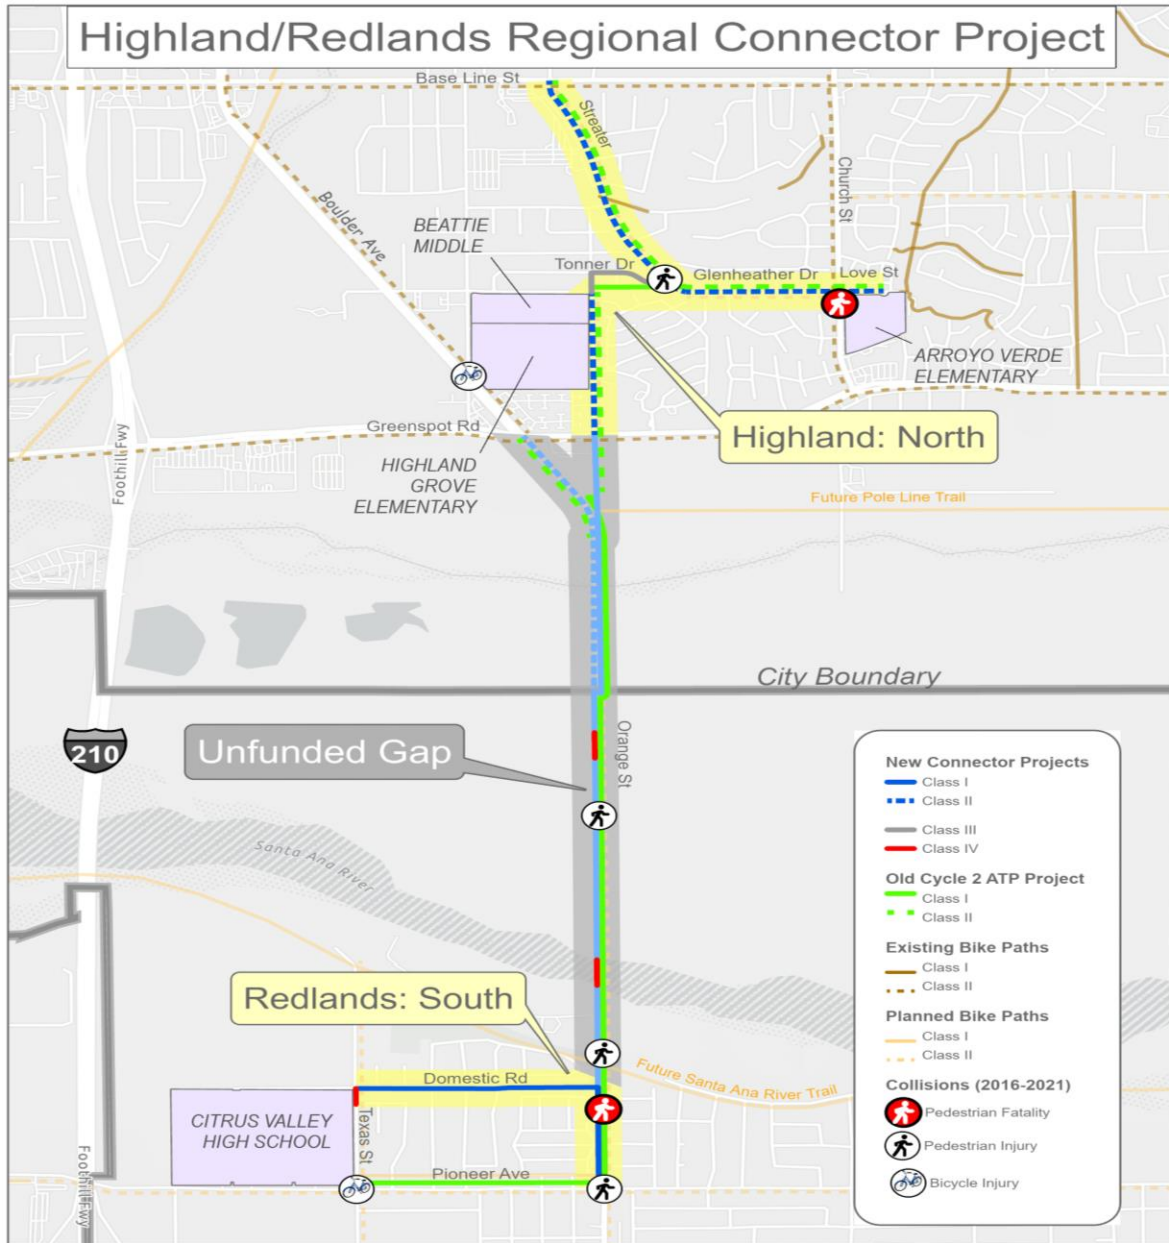 Highland/Redlands Regional Connector Project
Base Line St
Streater
Church St
Boulder Ave
BEATTIE
MIDDLE
Tonner Dr
Glenheather Dr
Love St
ARROYO VERDE
ELEMENTARY
Foothill Fwy
Greenspot Rd
Highland: North
HIGHLAND
GROVE
ELEMENTARY
Future Pole Line Trail
City Boundary
Orange St
210
Unfunded Gap
Santa Ana River
Redlands: South
Domestic Rd
Future Santa Ana River Trail
CITRUS VALLEY
HIGH SCHOOL
Texas St
Pioneer Ave
Foothill Fwy
New Connector Projects
Class I
Class II
Class III
Class IV
Old Cycle 2 ATP Project
Class I
Class II
Existing Bike Paths
Class I
Class II
Planned Bike Paths
Class I
Class II
Collisions (2016-2021)
Pedestrian Fatality
Pedestrian Injury
Bicycle Injury